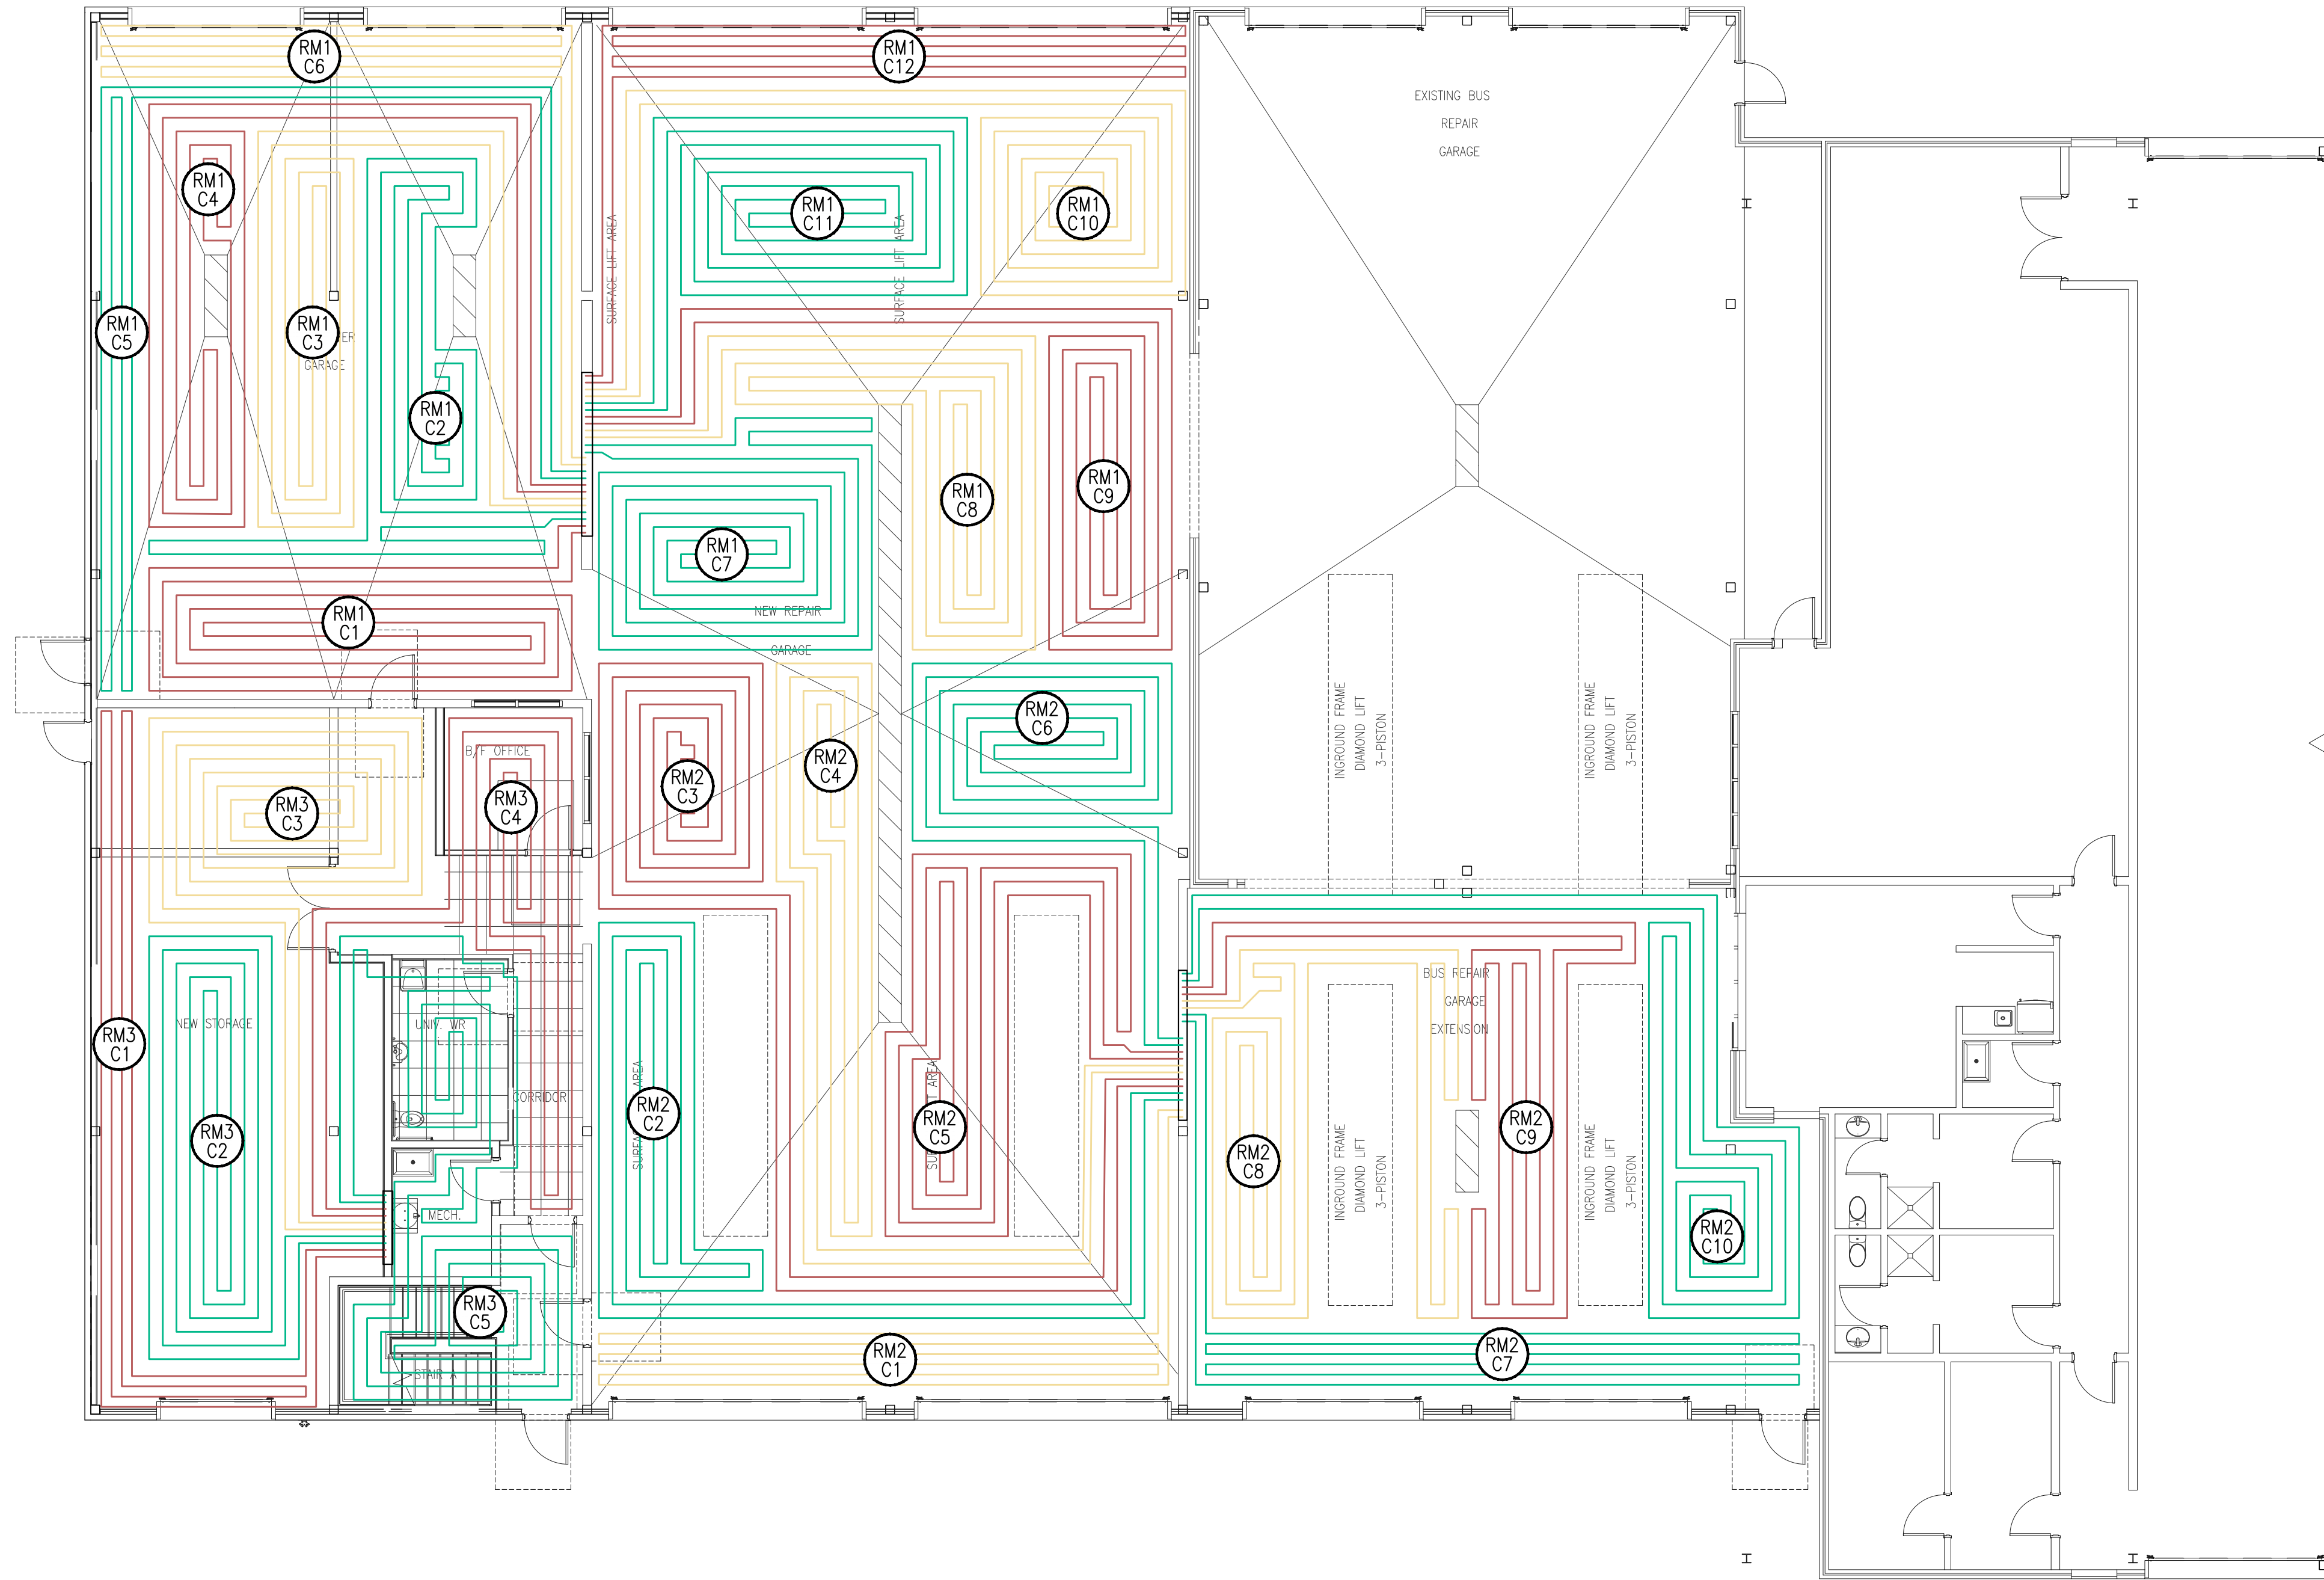 RM1
C6
RM1
C12
EXISTING BUS
REPAIR
GARAGE
RM1
C4
RM1
C11
RM1
C10
SURFACE LIFT AREA
SURFACE LIFT AREA
RM1
C5
RM1
C3
GARAGE
RM1
C2
RM1
C9
RM1
C8
RM1
C7
NEW REPAIR
GARAGE
RM1
C1
INGROUND FRAME
DIAMOND LIFT
3-PISTON
INGROUND FRAME
DIAMOND LIFT
3-PISTON
RM2
C6
B/F OFFICE
RM2
C4
RM2
C3
RM3
C4
RM3
C3
BUS REPAIR
GARAGE
EXTENSION
NEW STORAGE
UNIV. WR
RM3
C1
CORRIDOR
RM2
C2
RM2
C5
RM2
C9
RM3
C2
RM2
C8
INGROUND FRAME
DIAMOND LIFT
3-PISTON
INGROUND FRAME
DIAMOND LIFT
3-PISTON
MECH.
RM2
C10
RM3
C5
RM2
C1
RM2
C7
STAIR A